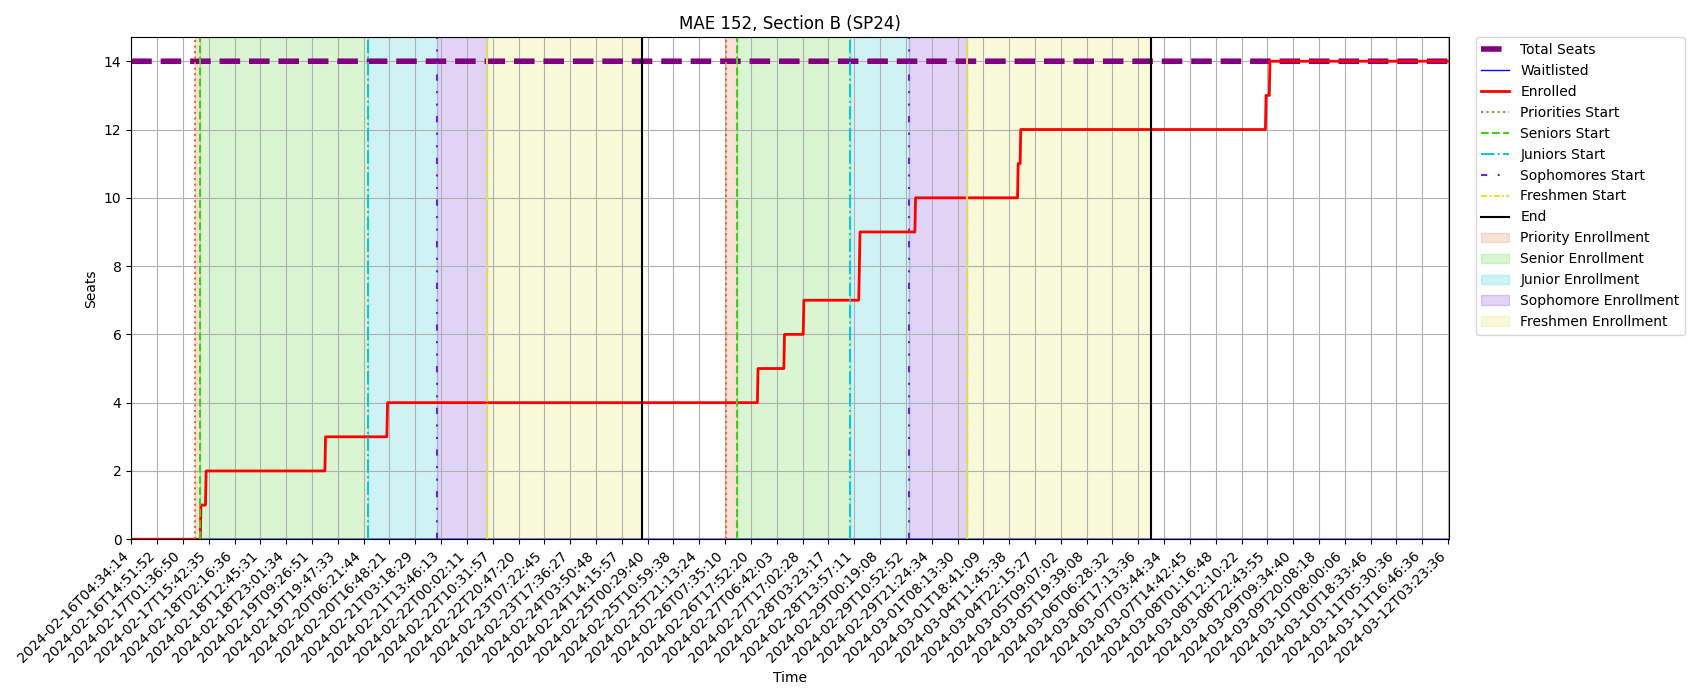 MAE 152, Section B (SP24)
Seats
14
12
10
8
6
4
2
0
2024-02-16T04:34:14
2024-02-16T14:51:52
2024-02-17T01:36:50
2024-02-17T15:42:35
2024-02-18T02:16:36
2024-02-18T12:45:31
2024-02-18T23:01:34
2024-02-19T09:26:51
2024-02-19T19:47:33
2024-02-20T06:21:44
2024-02-20T16:48:21
2024-02-21T03:18:29
2024-02-21T13:46:13
2024-02-22T00:02:11
2024-02-22T10:31:57
2024-02-22T20:47:20
2024-02-23T07:22:45
2024-02-23T17:36:27
2024-02-24T03:50:48
2024-02-24T14:15:57
2024-02-25T00:29:40
2024-02-25T10:59:38
2024-02-25T21:13:24
2024-02-26T07:35:10
2024-02-26T17:52:20
2024-02-27T06:42:03
2024-02-27T17:02:28
2024-02-28T03:23:17
2024-02-28T13:57:11
2024-02-29T00:19:08
2024-02-29T10:52:52
2024-02-29T21:24:34
2024-03-01T08:13:30
2024-03-01T18:41:09
2024-03-04T11:45:38
2024-03-04T22:15:27
2024-03-05T09:07:02
2024-03-05T19:39:08
2024-03-06T06:28:32
2024-03-06T17:13:36
2024-03-07T03:44:34
2024-03-07T14:42:45
2024-03-08T01:16:48
2024-03-08T12:10:22
2024-03-08T22:43:55
2024-03-09T09:34:40
2024-03-09T20:08:18
2024-03-10T08:00:06
2024-03-10T18:33:46
2024-03-11T05:30:36
2024-03-11T16:46:36
2024-03-12T03:23:36
Time
Total Seats
Waitlisted
Enrolled
Priorities Start
Seniors Start
Juniors Start
Sophomores Start
Freshmen Start
End
Priority Enrollment
Senior Enrollment
Junior Enrollment
Sophomore Enrollment
Freshmen Enrollment